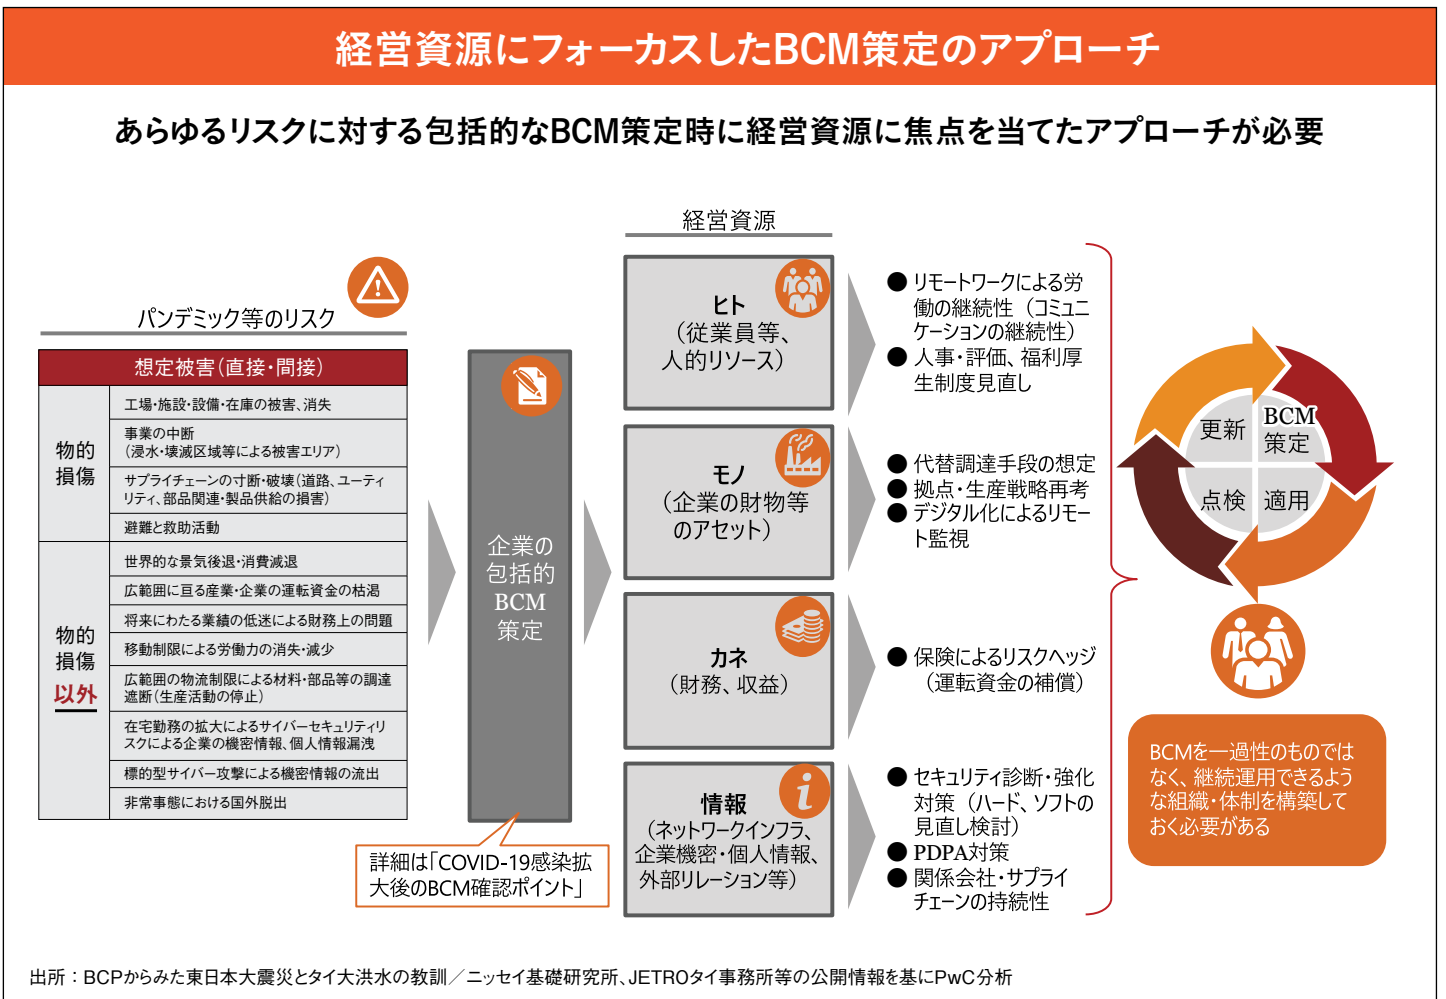 経営資源にフォーカスしたBCM策定のアプローチ
あらゆるリスクに対する包括的なBCM策定時に経営資源に焦点を当てたアプローチが必要
パンデミック等のリスク
想定被害(直接・間接)
物的
損傷
工場・施設・設備・在庫の被害、消失
事業の中断
(浸水・壊滅区域等による被害エリア)
サプライチェーンの寸断・破壊(道路、ユーティ
リティ、部品関連・製品供給の損害)
避難と救助活動
物的
損傷
以外
世界的な景気後退・消費減退
広範囲に亘る産業・企業の運転資金の枯渇
将来にわたる業績の低迷による財務上の問題
移動制限による労働力の消失・減少
広範囲の物流制限による材料・部品等の調達
遮断(生産活動の停止)
在宅勤務の拡大によるサイバーセキュリティリ
スクによる企業の機密情報、個人情報漏洩
標的型サイバー攻撃による機密情報の流出
非常事態における国外脱出
企業の
包括的
BCM
策定
詳細は「COVID-19感染拡
大後のBCM確認ポイント」
経営資源
ヒト
(従業員等、
人的リソース)
● リモートワークによる労
働の継続性(コミュニ
ケーションの継続性)
● 人事・評価、福利厚
生制度見直し
モノ
(企業の財物等
のアセット)
● 代替調達手段の想定
● 拠点・生産戦略再考
● デジタル化によるリモー
ト監視
カネ
(財務、収益)
● 保険によるリスクヘッジ
(運転資金の補償)
情報
(ネットワークインフラ、
企業機密・個人情報、
外部リレーション等)
i
● セキュリティ診断・強化
対策(ハード、ソフトの
見直し検討)
● PDPA対策
● 関係会社・サプライ
チェーンの持続性
更新
BCM
策定
点検
適用
BCMを一過性のものでは
なく、継続運用できるよう
な組織・体制を構築して
おく必要がある
出所：BCPからみた東日本大震災とタイ大洪水の教訓／ニッセイ基礎研究所、JETROタイ事務所等の公開情報を基にPwC分析